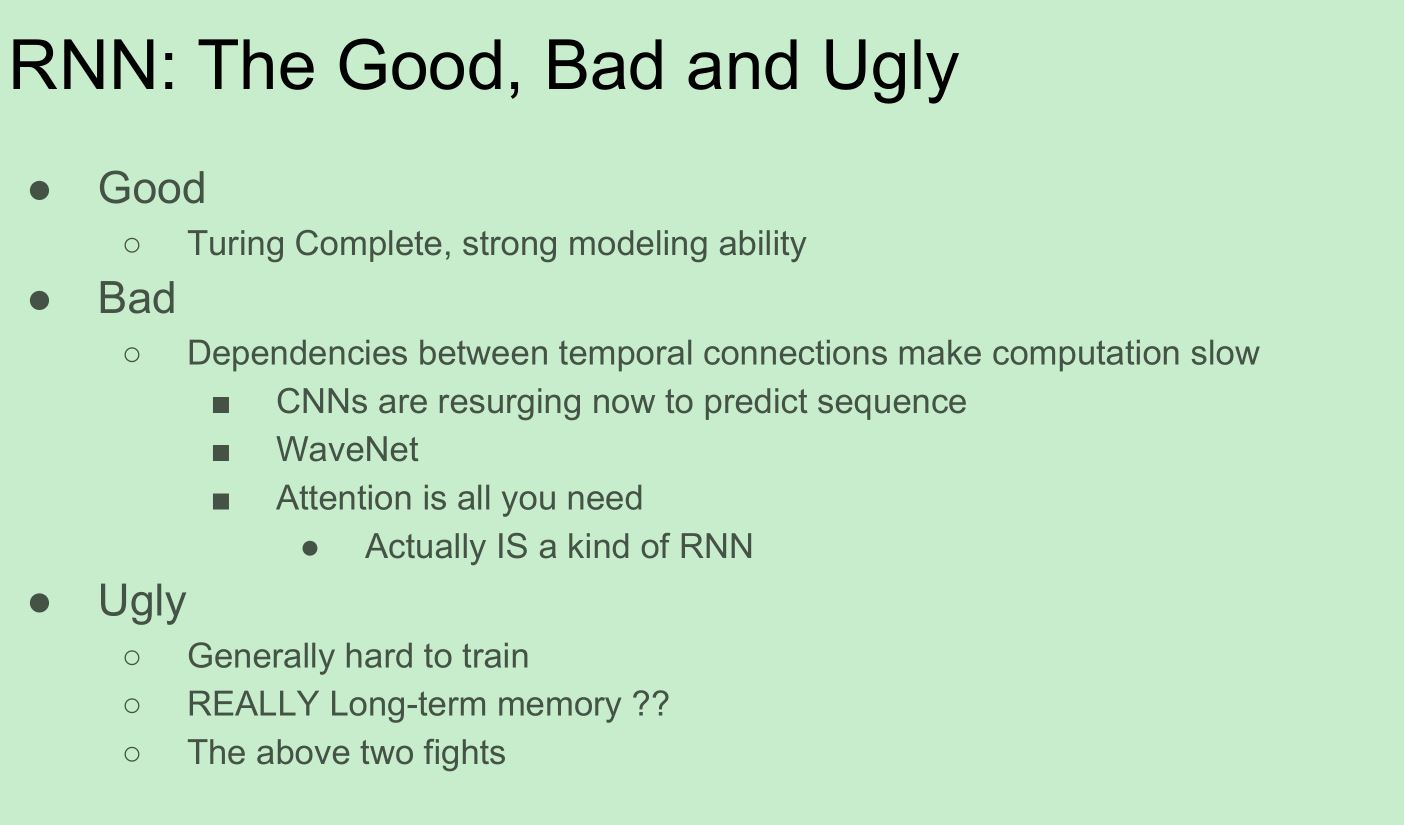 RNN: The Good, Bad and Ugly
● Good
○ Turing Complete, strong modeling ability
● Bad
○ Dependencies between temporal connections make computation slow
■ CNNs are resurging now to predict sequence
■ WaveNet
■ Attention is all you need
● Actually IS a kind of RNN
● Ugly
○ Generally hard to train
○ REALLY Long-term memory ??
○ The above two fights